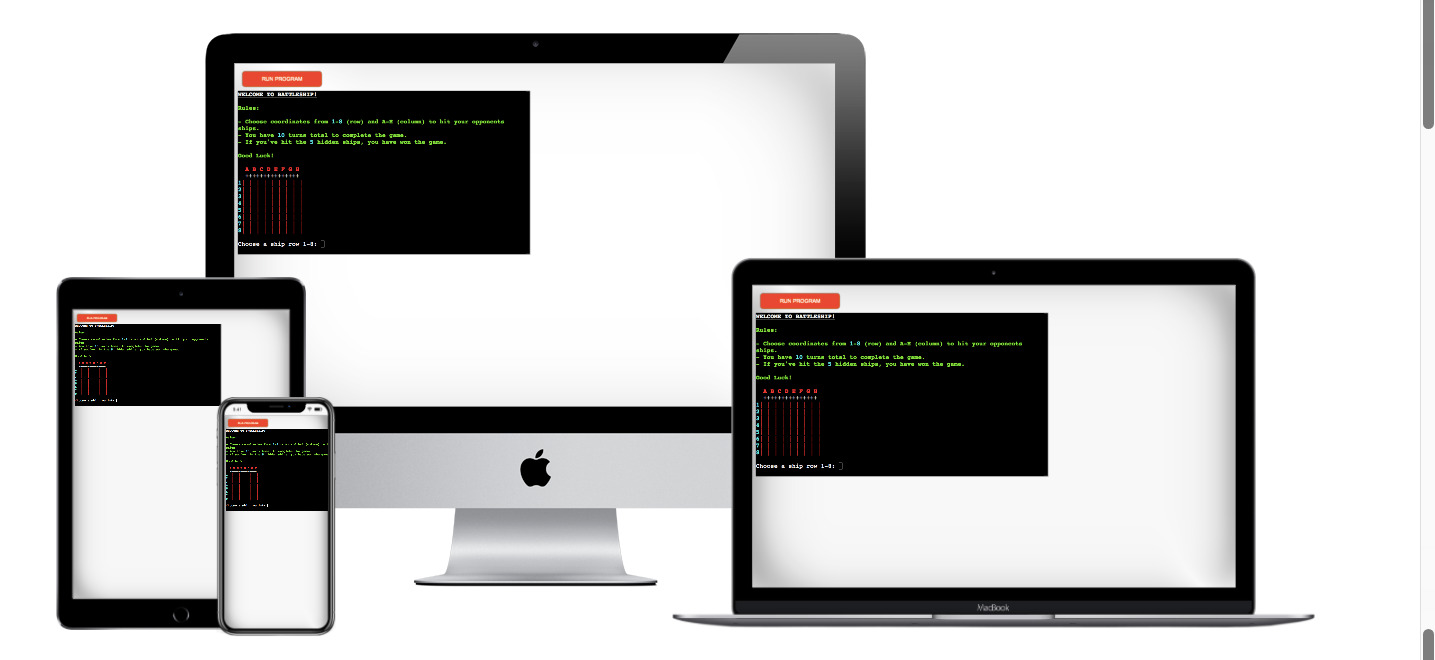 RUN PROGRAM
WELCOME TO BATTLESHIP!
Rules:
- Choose coordinates from 1-8 (row) and A-H (column) to hit your opponents
ships.
- You have 10 turns total to complete the game.
- If you've hit the 5 hidden ships, you have won the game.
Good Luck!
A B C D E F G H
+++++++++++++++
1
2
3
4
5
6
7
8
Choose a ship row 1-8:
RUN PROGRAM
WELCOME TO BATTLESHIP!
Rules:
- Choose coordinates from 1-8 (row) and A-H (column) to hit your opponents
ships.
- You have 10 turns total to complete the game.
- If you've hit the 5 hidden ships, you have won the game.
Good Luck!
A B C D E F G H
+++++++++++++++
1
2
3
4
5
6
7
8
Choose a ship row 1-8:
MacBook
RUN PROGRAM
RUN PROGRAM